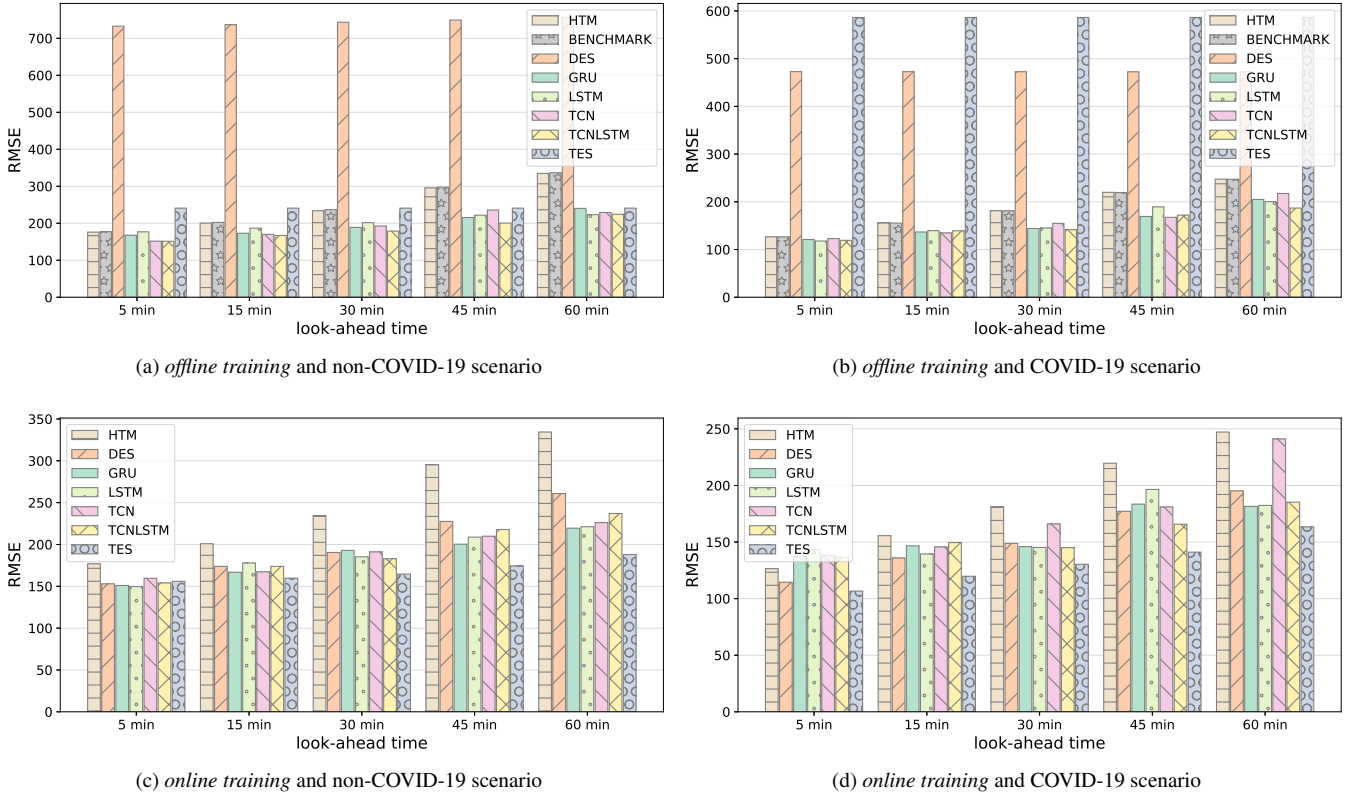 700
600
500
400
300
200
100
0
RMSE
HTM
BENCHMARK
DES
GRU
LSTM
TCN
TCNLSTM
TES
5 min 15 min 30 min 45 min 60 min
look-ahead time
(a) offline training and non-COVID-19 scenario
600
500
400
300
200
100
0
RMSE
HTM
BENCHMARK
DES
GRU
LSTM
TCN
TCNLSTM
TES
5 min 15 min 30 min 45 min 60 min
look-ahead time
(b) offline training and COVID-19 scenario
350
300
250
200
150
100
50
0
RMSE
HTM
DES
GRU
LSTM
TCN
TCNLSTM
TES
5 min 15 min 30 min 45 min 60 min
look-ahead time
(c) online training and non-COVID-19 scenario
250
200
150
100
50
0
RMSE
HTM
DES
GRU
LSTM
TCN
TCNLSTM
TES
5 min 15 min 30 min 45 min 60 min
look-ahead time
(d) online training and COVID-19 scenario